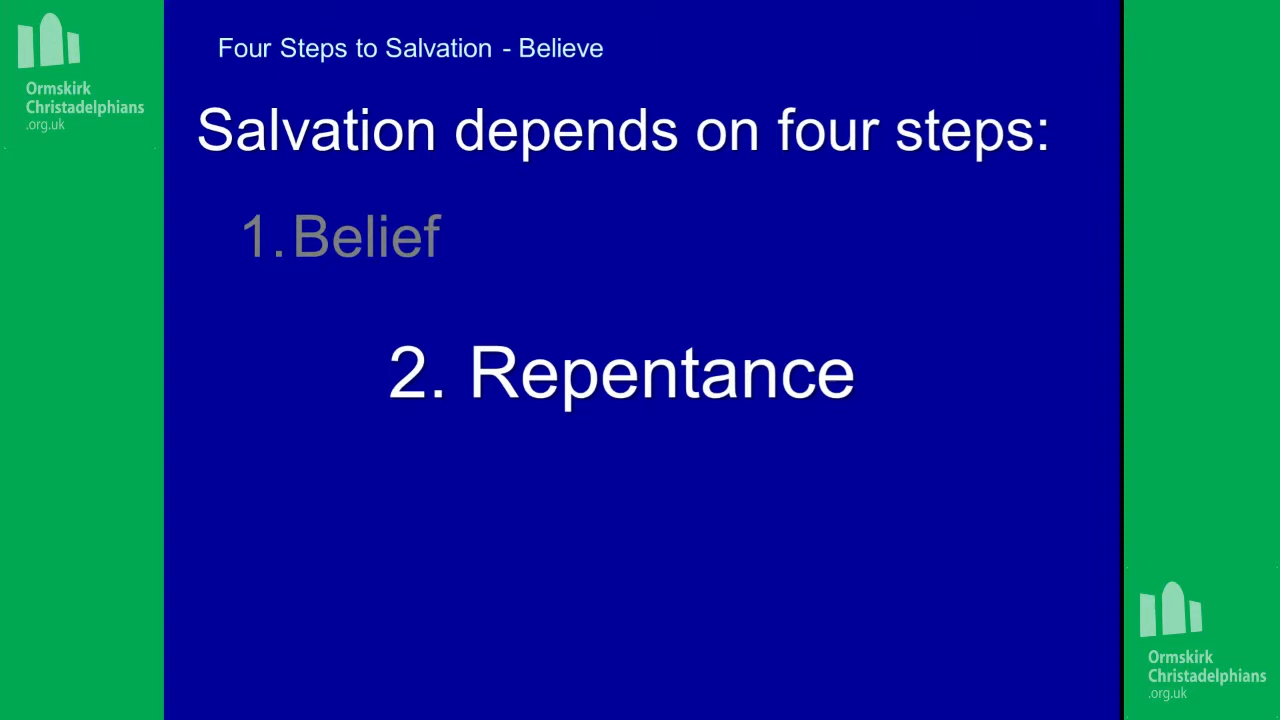 Ormskirk
Christadelphians
.org.uk
Four Steps to Salvation - Believe
Salvation depends on four steps:
1. Belief
2. Repentance
Ormskirk
Christadelphians
.org.uk